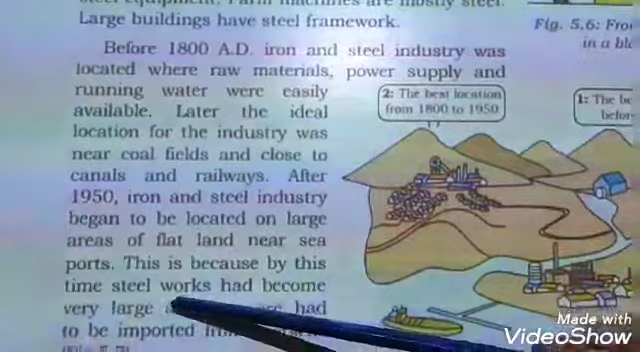 Large buildings have steel framework.
Before 1800 A.D. iron and steel industry was
located where raw materials, power supply and
running water were easily
available. Later the ideal
location for the industry was
near coal fields and close to
canals and railways. After
1950, iron and steel industry
began to be located on large
areas of flat land near sea
ports. This is because by this
time steel works had become
very large had
to be imported
Fig. 5.6:
in a
2: The best location
from 1800 to 1950
1: The
Made with
VideoShow